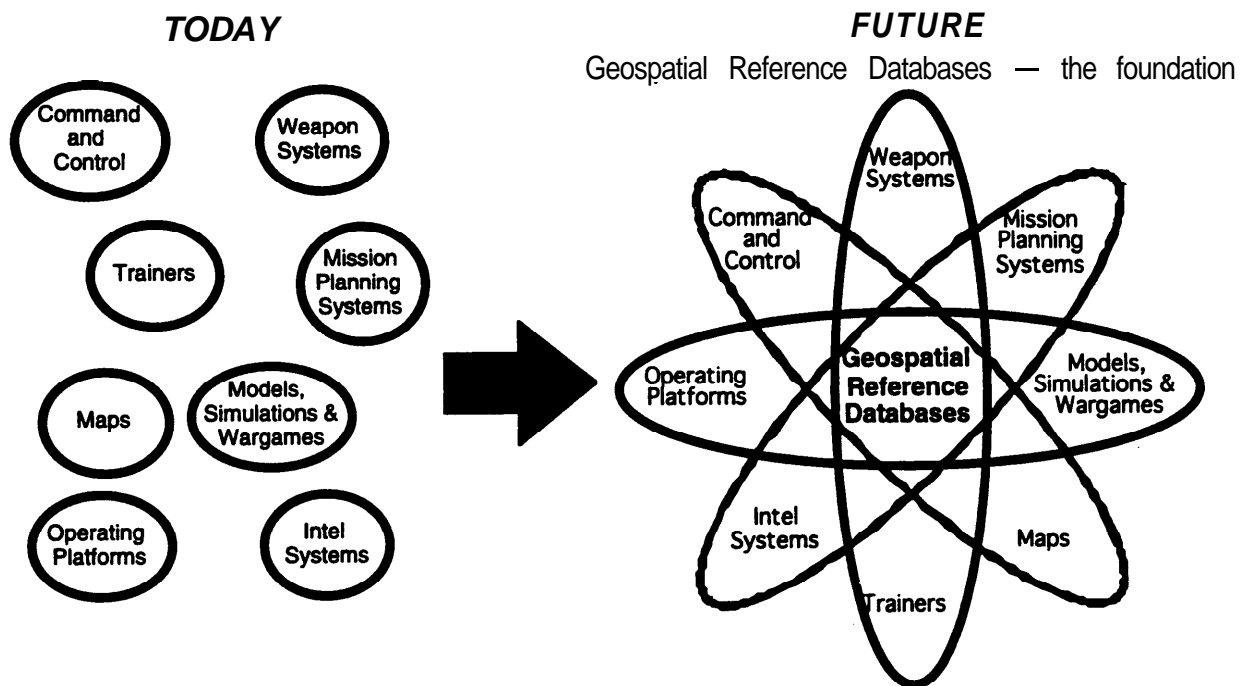 TODAY
Command
and
Control
Weapon
Systems
Trainers
Mission
Planning
Systems
Maps
Models,
Simulations &
Wargames
Operating
Platforms
Intel
Systems
FUTURE
Geospatial Reference Databases — the foundation
Weapon
Systems
Command
and
Control
Mission
Planning
Systems
Operating
Platforms
Geospatial
Reference
Databases
Models,
Simulations &
Wargames
Intel
Systems
Maps
Trainers